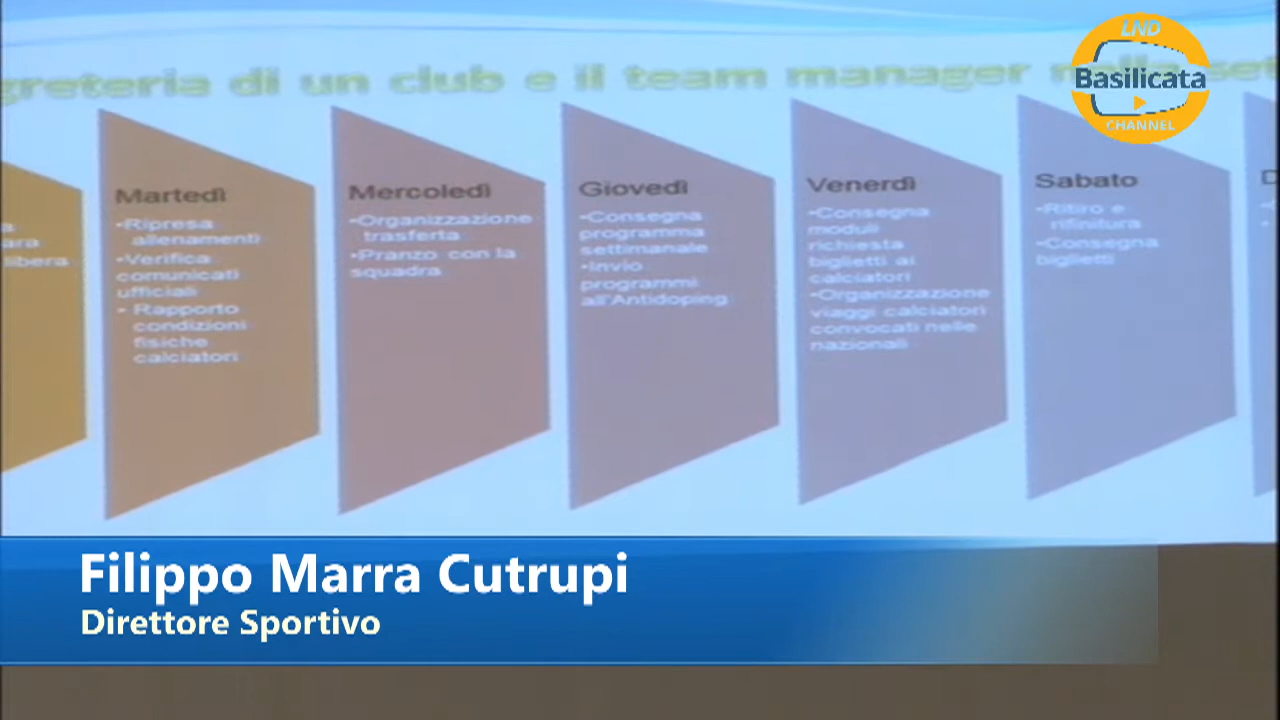 LND
Basilicata
CHANNEL
greteria di un club e il team manager
Martedì
•Ripresa
allenamenti
•Verifica
comunicati
ufficiali
• Rapporto
condizioni
fisiche
calciatori
Mercoledì
•Organizzazione
trasferta
•Pranzo con la
squadra
Giovedì
•Consegna
programma
settimanale
•Invio
programmi
all'Antidoping
Venerdì
•Consegna
moduli
richiesta
biglietti ai
calciatori
•Organizzazione
viaggi calciatori
convocati nelle
nazionali
Sabato
•Ritiro e
rifinitura
•Consegna
biglietti
libera
Filippo Marra Cutrupi
Direttore Sportivo